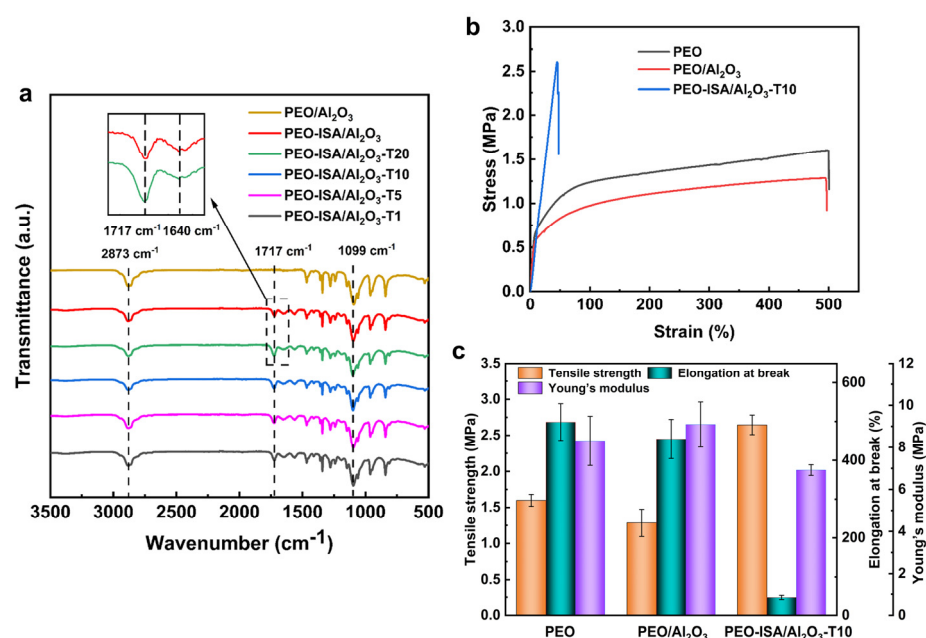 a
1717 cm⁻¹ 1640 cm⁻¹
PEO/Al₂O₃
PEO-ISA/Al₂O₃
PEO-ISA/Al₂O₃-T20
PEO-ISA/Al₂O₃-T10
PEO-ISA/Al₂O₃-T5
PEO-ISA/Al₂O₃-T1
2873 cm⁻¹
1717 cm⁻¹
1099 cm⁻¹
Transmittance (a.u.)
3500 3000 2500 2000 1500 1000 500
Wavenumber (cm⁻¹)
b
PEO
PEO/Al₂O₃
PEO-ISA/Al₂O₃-T10
Stress (MPa)
3.0
2.5
2.0
1.5
1.0
0.5
0.0
0 100 200 300 400 500
Strain (%)
c
Tensile strength
Elongation at break
Young's modulus
Tensile strength (MPa)
3.5
3.0
2.5
2.0
1.5
1.0
0.5
0.0
Elongation at break (%)
600
400
200
0
Young's modulus (MPa)
12
10
8
6
4
2
0
PEO PEO/Al₂O₃ PEO-ISA/Al₂O₃-T10